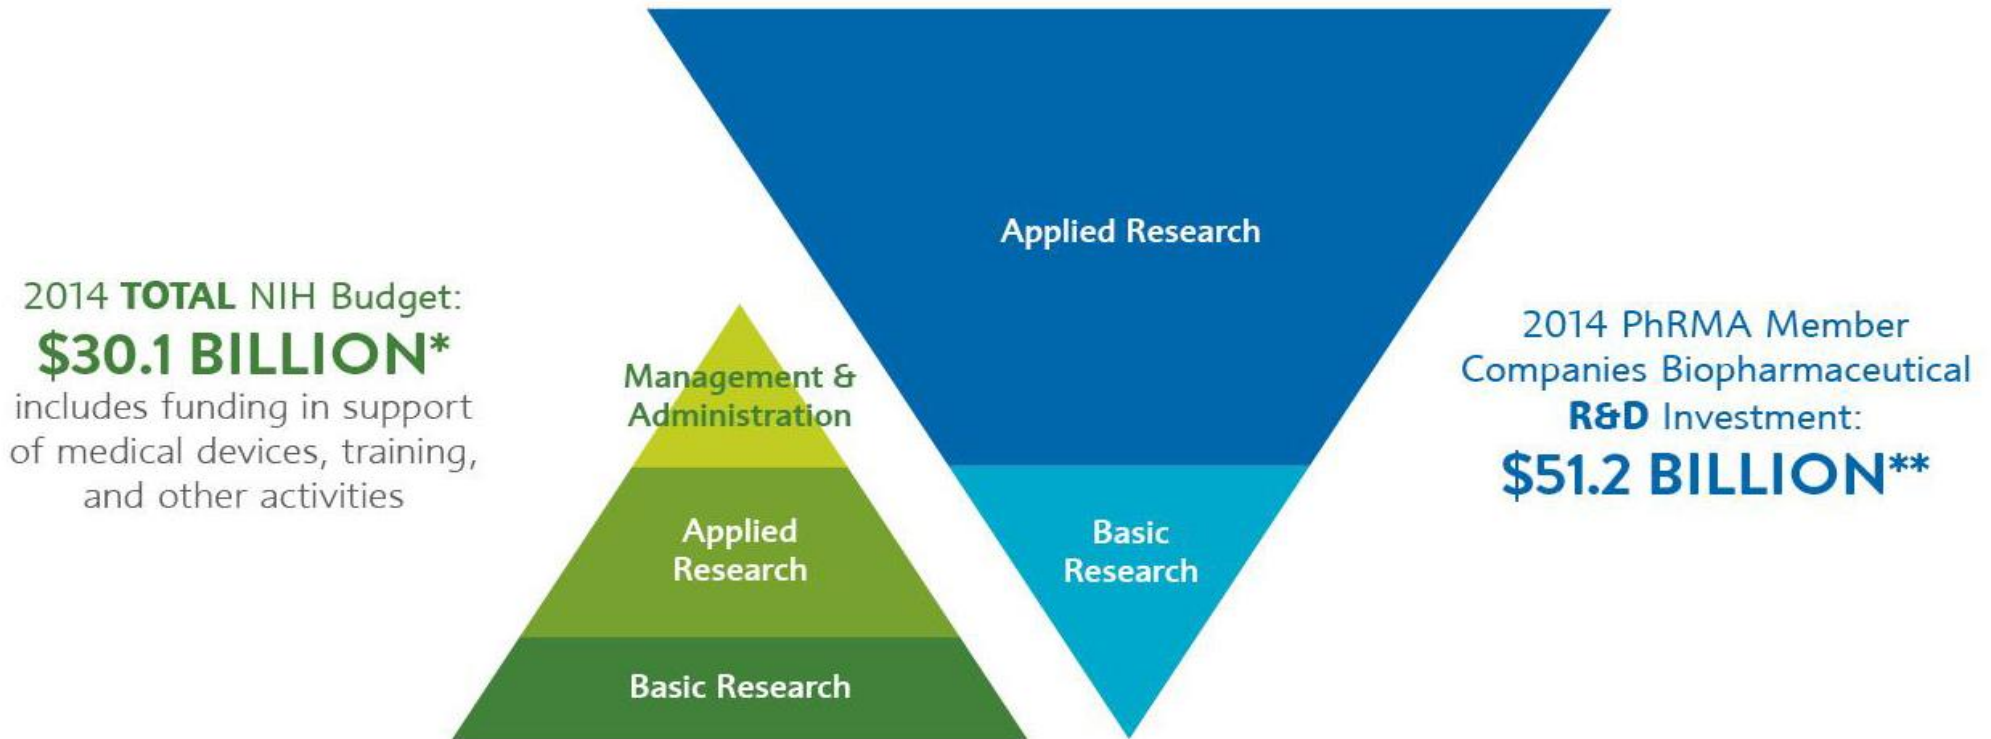 2014 TOTAL NIH Budget:
$30.1 BILLION*
includes funding in support
of medical devices, training,
and other activities
Management &
Administration
Applied
Research
Basic Research
Applied Research
Basic
Research
2014 PhRMA Member
Companies Biopharmaceutical
R&D Investment:
$51.2 BILLION**